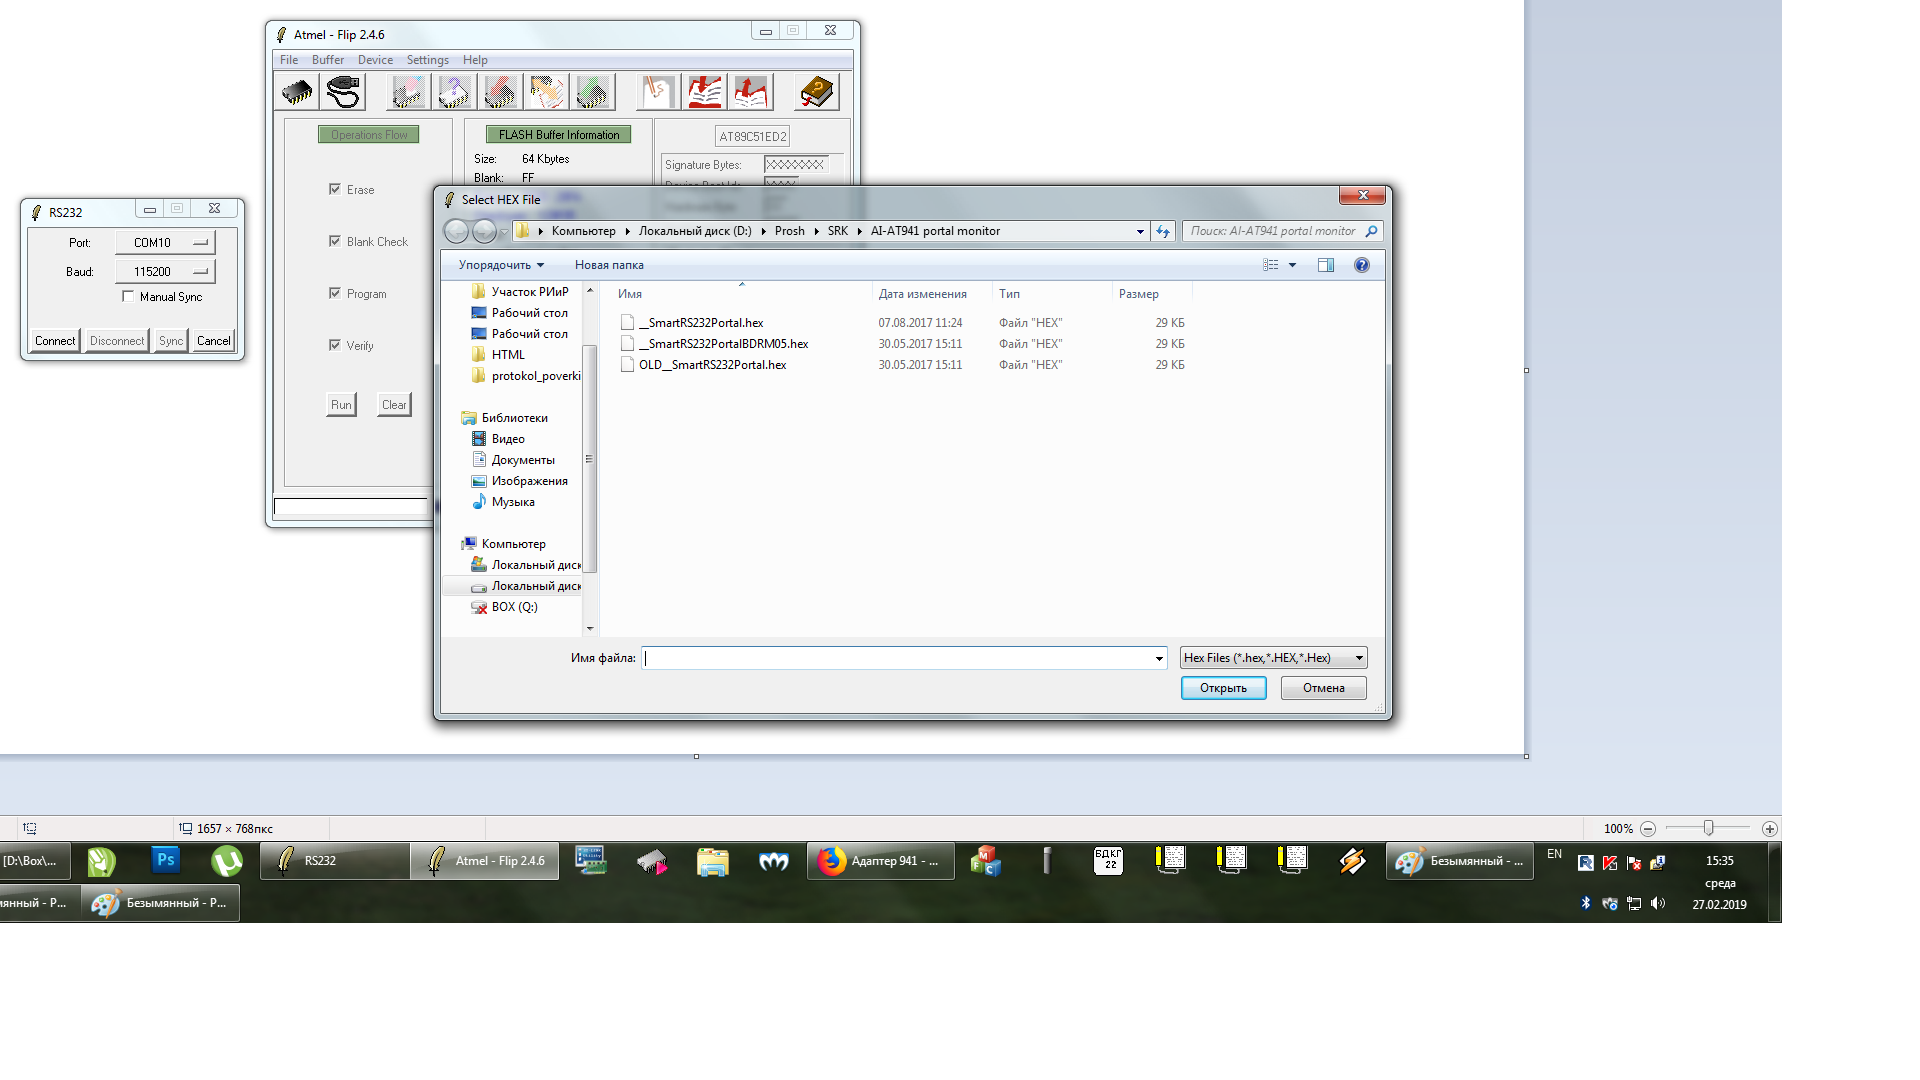 Atmel - Flip 2.4.6
File Buffer Device Settings Help
Operations Flow
Erase
Blank Check
Program
Verify
Run Clear
FLASH Buffer Information
Size: 64 Kbytes
Blank: FF
AT89C51ED2
Signature Bytes: XXXXXXXX
RS232
Port: COM10
Baud: 115200
Manual Sync
Connect Disconnect Sync Cancel
Select HEX File
Компьютер Локальный диск (D:) Prosh SRK AI-AT941 portal monitor
Поиск: AI-AT941 portal monitor
Упорядочить Новая папка
Участок РИиР
Рабочий стол
Рабочий стол
HTML
protokol_poverki
Библиотеки
Видео
Документы
Изображения
Музыка
Компьютер
Локальный диск
Локальный диск
BOX (Q:)
Имя Дата изменения Тип Размер
__SmartRS232Portal.hex 07.08.2017 11:24 Файл "HEX" 29 КБ
__SmartRS232PortalBDRM05.hex 30.05.2017 15:11 Файл "HEX" 29 КБ
OLD__SmartRS232Portal.hex 30.05.2017 15:11 Файл "HEX" 29 КБ
Имя файла:
Hex Files (*.hex,*.HEX,*.Hex)
Открыть Отмена
1657 × 768пкс
100%
[D:\Box\...
Ps
RS232
Atmel - Flip 2.4.6
Адаптер 941 - ...
БДКГ
22
Безымянный - ...
EN
15:35
среда
27.02.2019
мянный - P...
Безымянный - P...